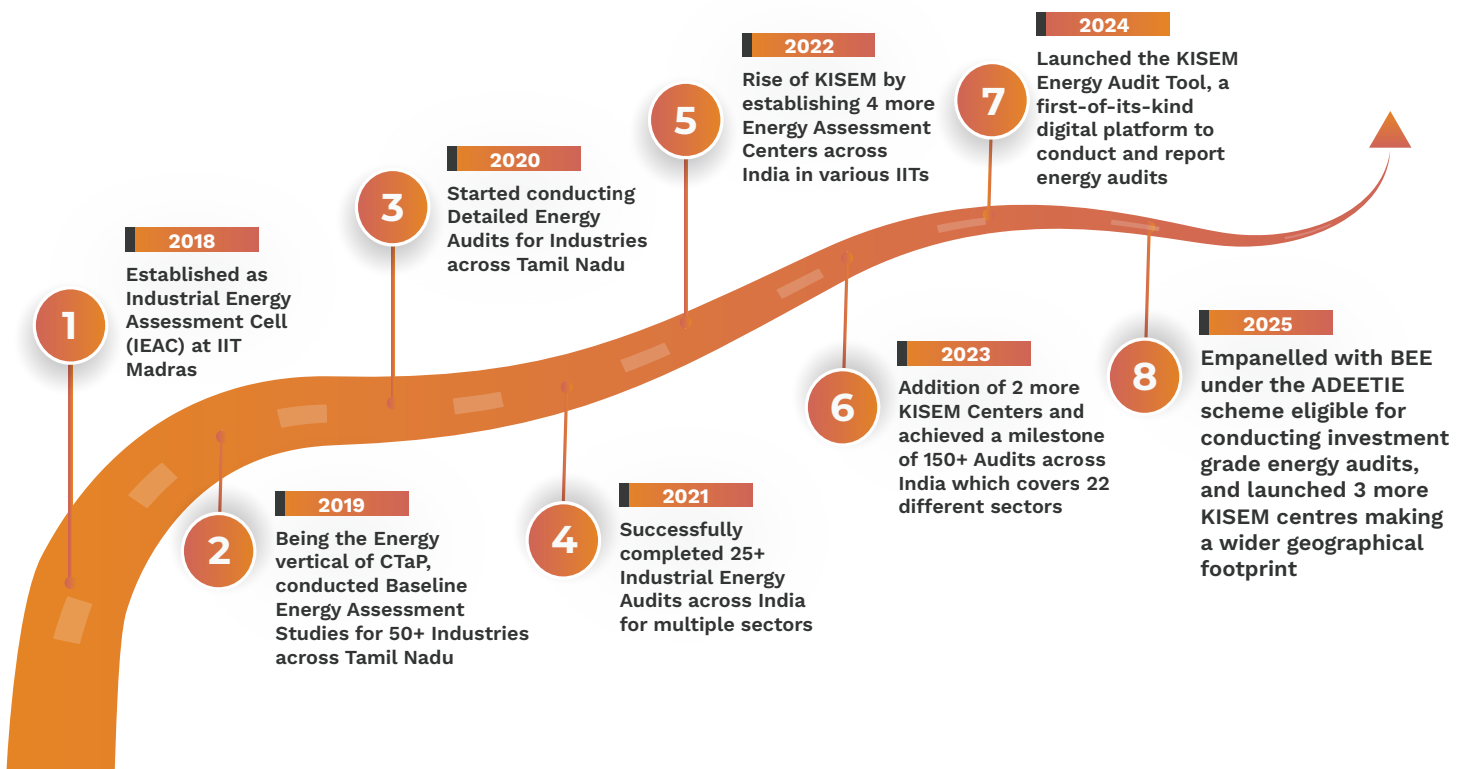 1
2018
Established as
Industrial Energy
Assessment Cell
(IEAC) at IIT
Madras
2
2019
Being the Energy
vertical of CTaP,
conducted Baseline
Energy Assessment
Studies for 50+ Industries
across Tamil Nadu
3
2020
Started conducting
Detailed Energy
Audits for Industries
across Tamil Nadu
4
2021
Successfully
completed 25+
Industrial Energy
Audits across India
for multiple sectors
5
2022
Rise of KISEM by
establishing 4 more
Energy Assessment
Centers across
India in various IITs
6
2023
Addition of 2 more
KISEM Centers and
achieved a milestone
of 150+ Audits across
India which covers 22
different sectors
7
2024
Launched the KISEM
Energy Audit Tool, a
first-of-its-kind
digital platform to
conduct and report
energy audits
8
2025
Empanelled with BEE
under the ADEETIE
scheme eligible for
conducting investment
grade energy audits,
and launched 3 more
KISEM centres making
a wider geographical
footprint